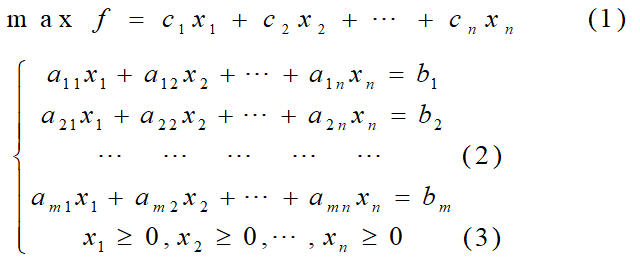 max f = c₁x₁ + c₂x₂ + ⋯ + cₙxₙ (1)
a₁₁x₁ + a₁₂x₂ + ⋯ + a₁ₙxₙ = b₁
a₂₁x₁ + a₂₂x₂ + ⋯ + a₂ₙxₙ = b₂
⋯ ⋯ ⋯ ⋯ ⋯ (2)
aₘ₁x₁ + aₘ₂x₂ + ⋯ + aₘₙxₙ = bₘ
x₁ ≥ 0, x₂ ≥ 0, ⋯, xₙ ≥ 0 (3)